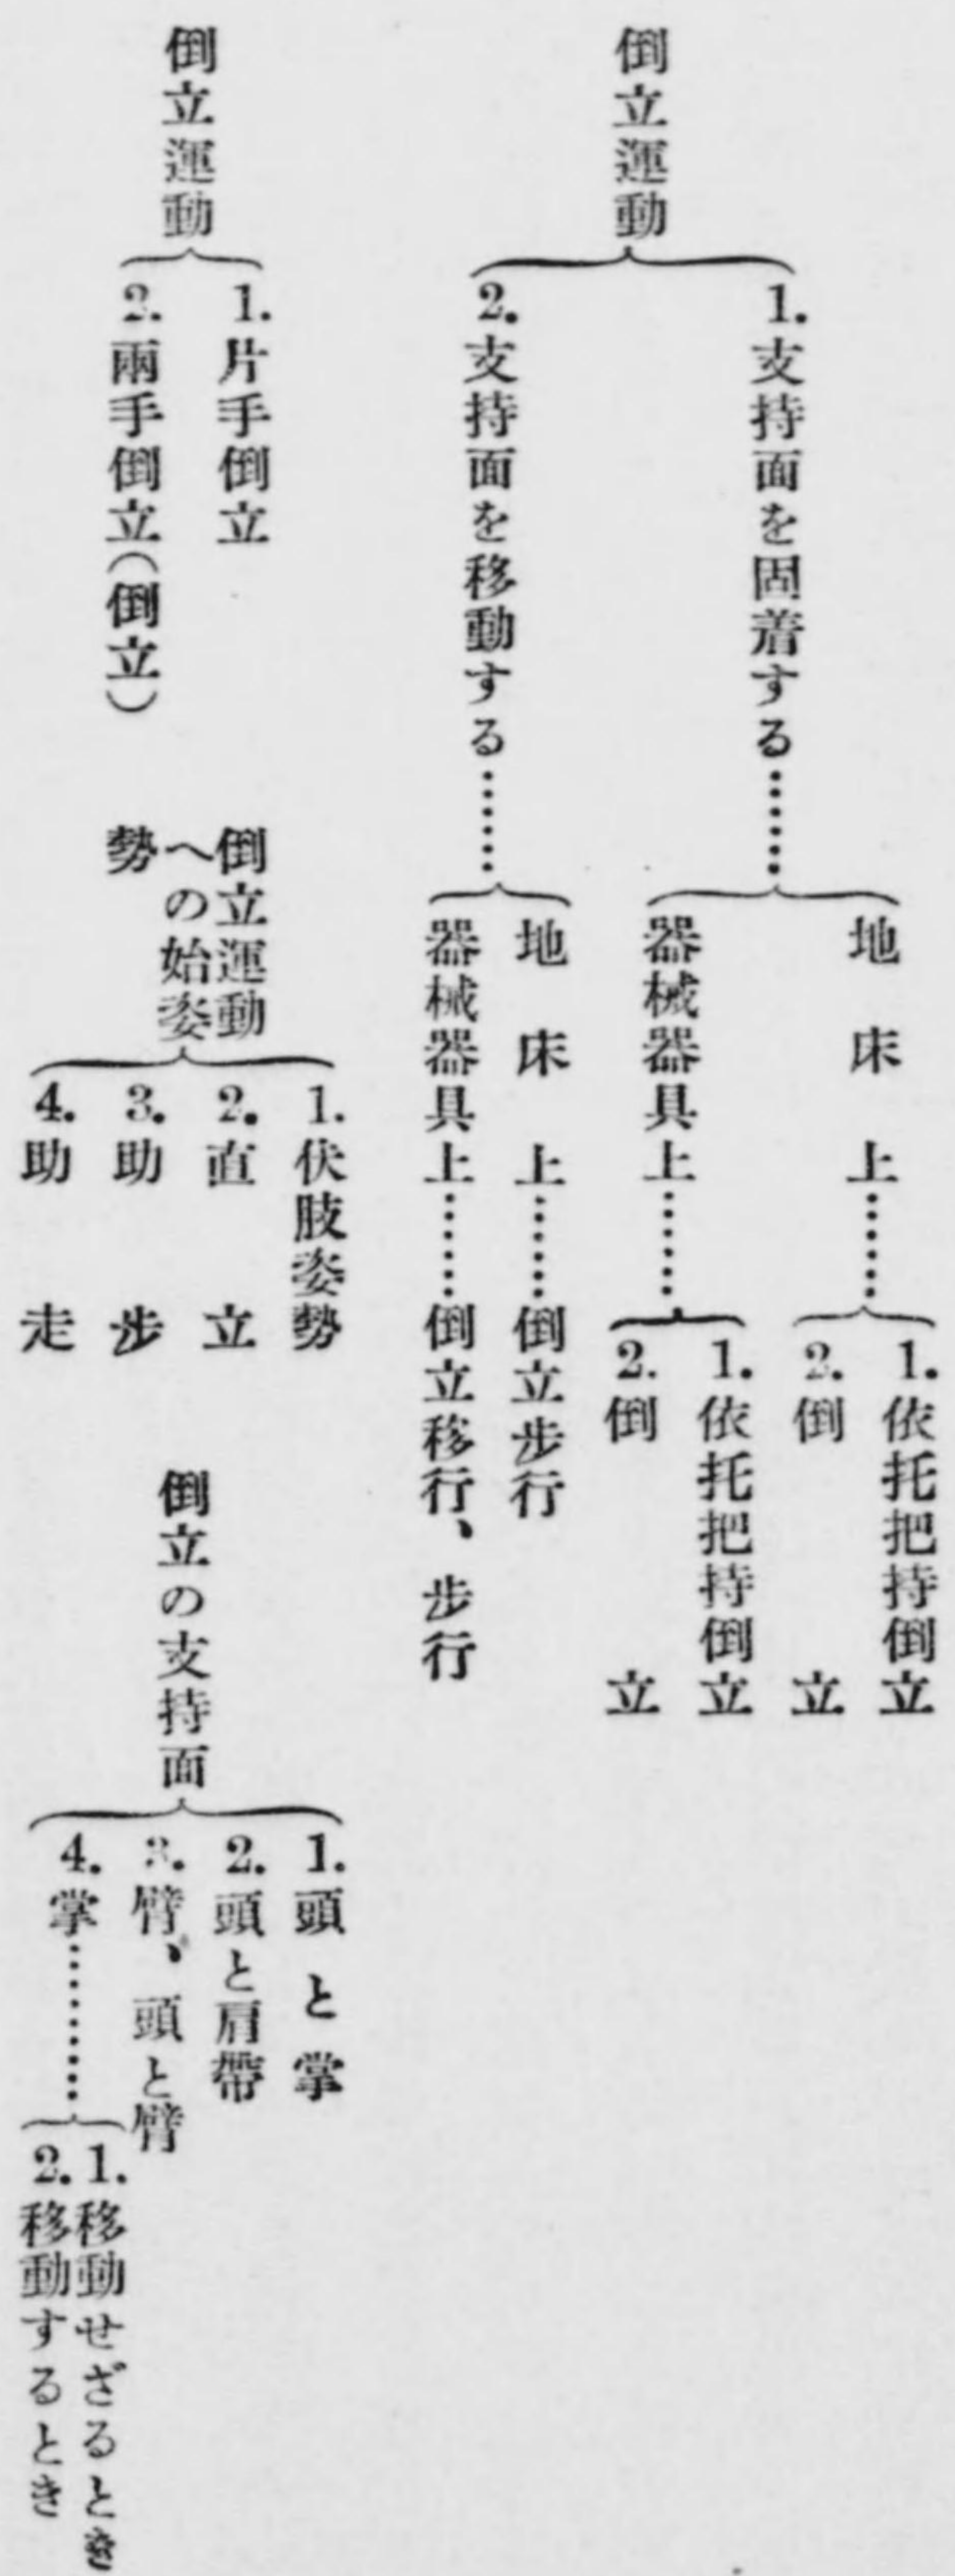 倒立運動
1. 支持面を固着する……
地床上……
1. 依托把持倒立
2. 倒立
器械器具上……
1. 依托把持倒立
2. 倒立
2. 支持面を移動する……
地床上……倒立步行
器械器具上……倒立移行、步行
倒立運動
1. 片手倒立
2. 兩手倒立(倒立)
倒立運動
への始姿
勢
1. 伏肢姿勢
2. 直立
3. 助步
4. 助走
倒立の支持面
1. 頭と掌
2. 頭と肩帶
3. 臂、頭と臂
4. 掌……
1. 移動せざるとき
2. 移動するとき